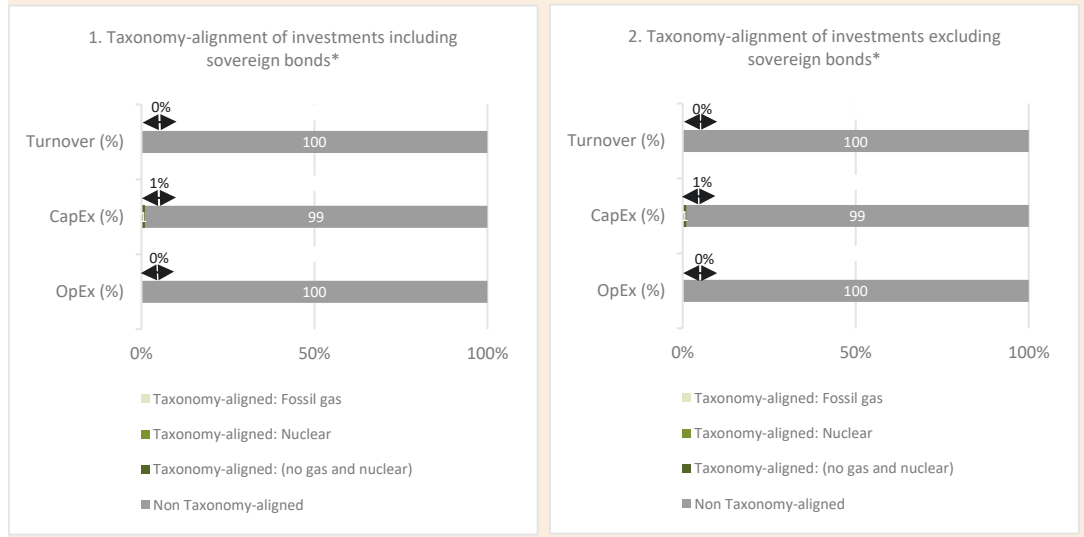 1. Taxonomy-alignment of investments including
sovereign bonds*
0%
Turnover (%)
100
1%
CapEx (%)
1
99
0%
OpEx (%)
100
0%
50%
100%
Taxonomy-aligned: Fossil gas
Taxonomy-aligned: Nuclear
Taxonomy-aligned: (no gas and nuclear)
Non Taxonomy-aligned
2. Taxonomy-alignment of investments excluding
sovereign bonds*
0%
Turnover (%)
100
1%
CapEx (%)
1
99
0%
OpEx (%)
100
0%
50%
100%
Taxonomy-aligned: Fossil gas
Taxonomy-aligned: Nuclear
Taxonomy-aligned: (no gas and nuclear)
Non Taxonomy-aligned